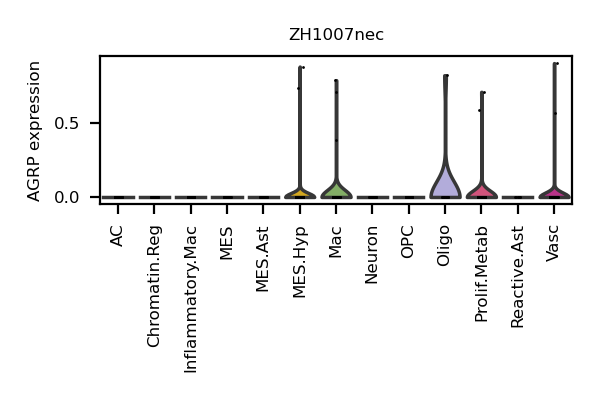 ZH1007nec
AGRP expression
0.5
0.0
AC
Chromatin.Reg
Inflammatory.Mac
MES
MES.Ast
MES.Hyp
Mac
Neuron
OPC
Oligo
Prolif.Metab
Reactive.Ast
Vasc